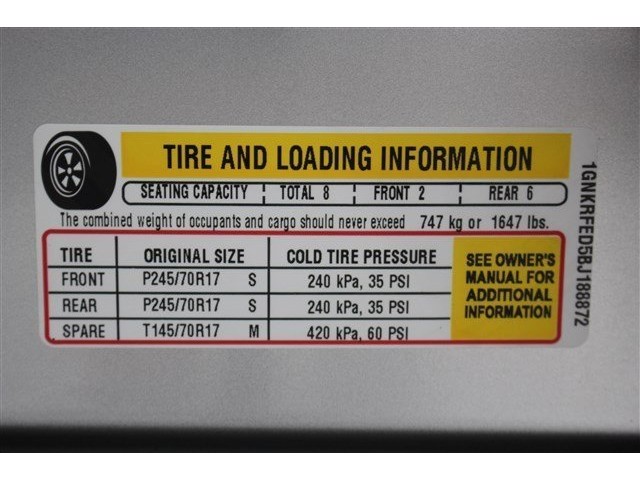 TIRE AND LOADING INFORMATION
SEATING CAPACITY TOTAL 8 FRONT 2 REAR 6
The combined weight of occupants and cargo should never exceed 747 kg or 1647 lbs.
TIRE ORIGINAL SIZE COLD TIRE PRESSURE
FRONT P245/70R17 S 240 kPa, 35 PSI
REAR P245/70R17 S 240 kPa, 35 PSI
SPARE T145/70R17 M 420 kPa, 60 PSI
SEE OWNER'S
MANUAL FOR
ADDITIONAL
INFORMATION
1GNKRFED5BJ188872